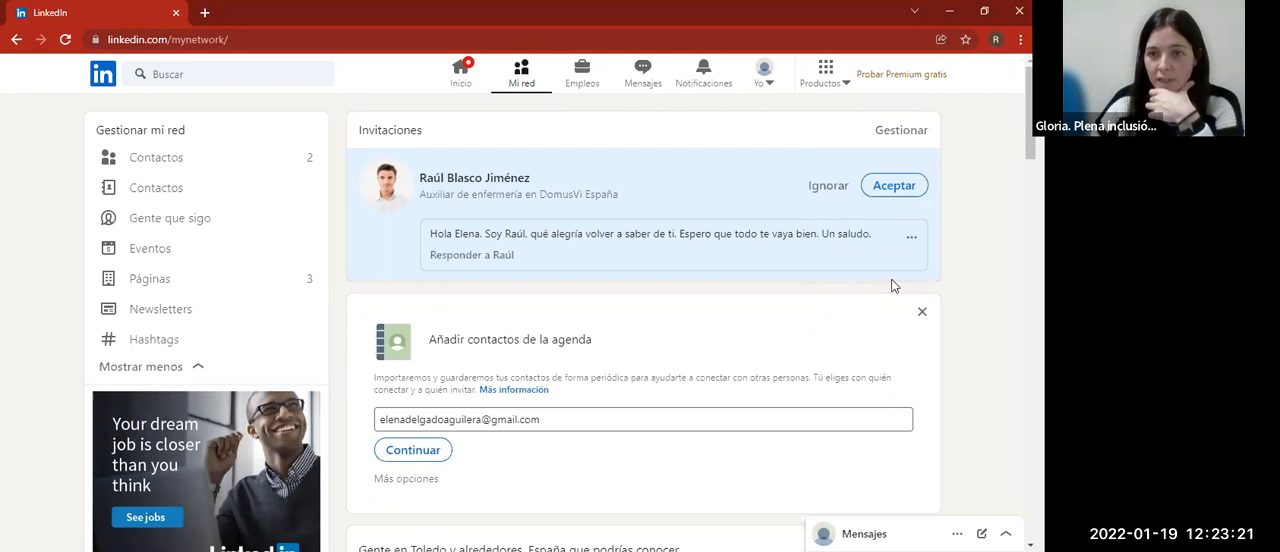 LinkedIn
linkedin.com/mynetwork/
R
in
Buscar
Inicio
Mi red
Empleos
Mensajes
Notificaciones
Yo
Productos
Probar Premium gratis
Gestionar mi red
Contactos 2
Contactos
Gente que sigo
Eventos
Páginas 3
Newsletters
Hashtags
Mostrar menos
Your dream
job is closer
than you
think
See jobs
Linked in
Invitaciones
Gestionar
Raúl Blasco Jiménez
Auxiliar de enfermería en DomusVi España
Ignorar
Aceptar
Hola Elena. Soy Raúl, qué alegría volver a saber de ti. Espero que todo te vaya bien. Un saludo.
Responder a Raúl
Añadir contactos de la agenda
Importaremos y guardaremos tus contactos de forma periódica para ayudarte a conectar con otras personas. Tú eliges con quién
conectar y a quién invitar. Más información
elenadelgadoaguilera@gmail.com
Continuar
Más opciones
Gente en Toledo y alrededores, España que podrías conocer
Mensajes
Gloria. Plena inclusió...
2022-01-19 12:23:21